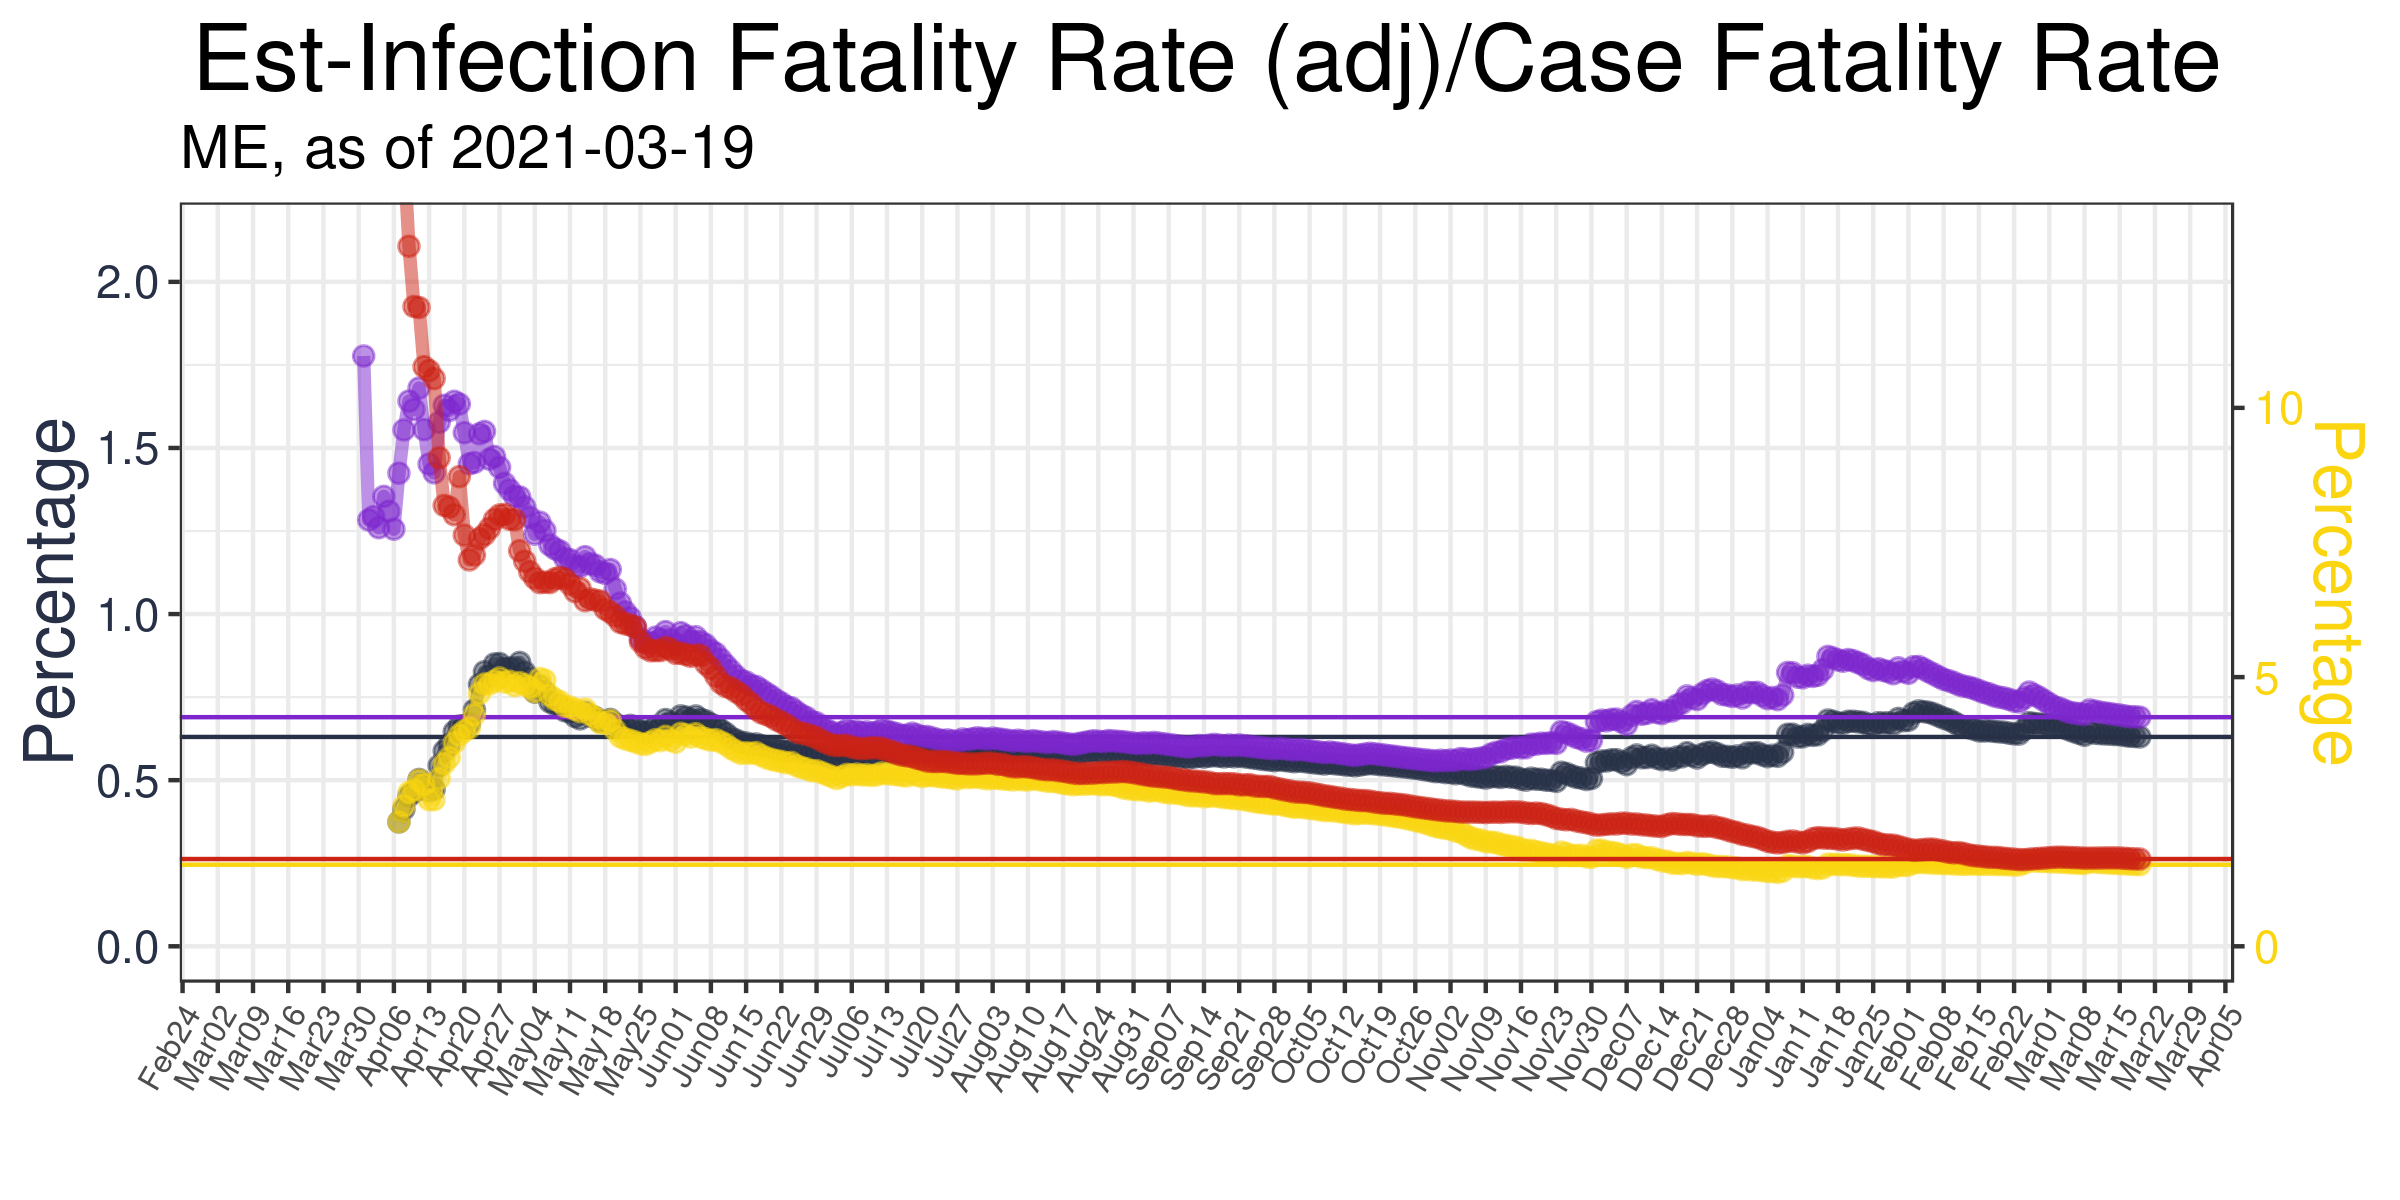 Est-Infection Fatality Rate (adj)/Case Fatality Rate
ME, as of 2021-03-19
Percentage
2.0
1.5
1.0
0.5
0.0
10
5
0
Percentage
Feb24
Mar02
Mar09
Mar16
Mar23
Mar30
Apr06
Apr13
Apr20
Apr27
May04
May11
May18
May25
Jun01
Jun08
Jun15
Jun22
Jun29
Jul06
Jul13
Jul20
Jul27
Aug03
Aug10
Aug17
Aug24
Aug31
Sep07
Sep14
Sep21
Sep28
Oct05
Oct12
Oct19
Oct26
Nov02
Nov09
Nov16
Nov23
Nov30
Dec07
Dec14
Dec21
Dec28
Jan04
Jan11
Jan18
Jan25
Feb01
Feb08
Feb15
Feb22
Mar01
Mar08
Mar15
Mar22
Mar29
Apr05